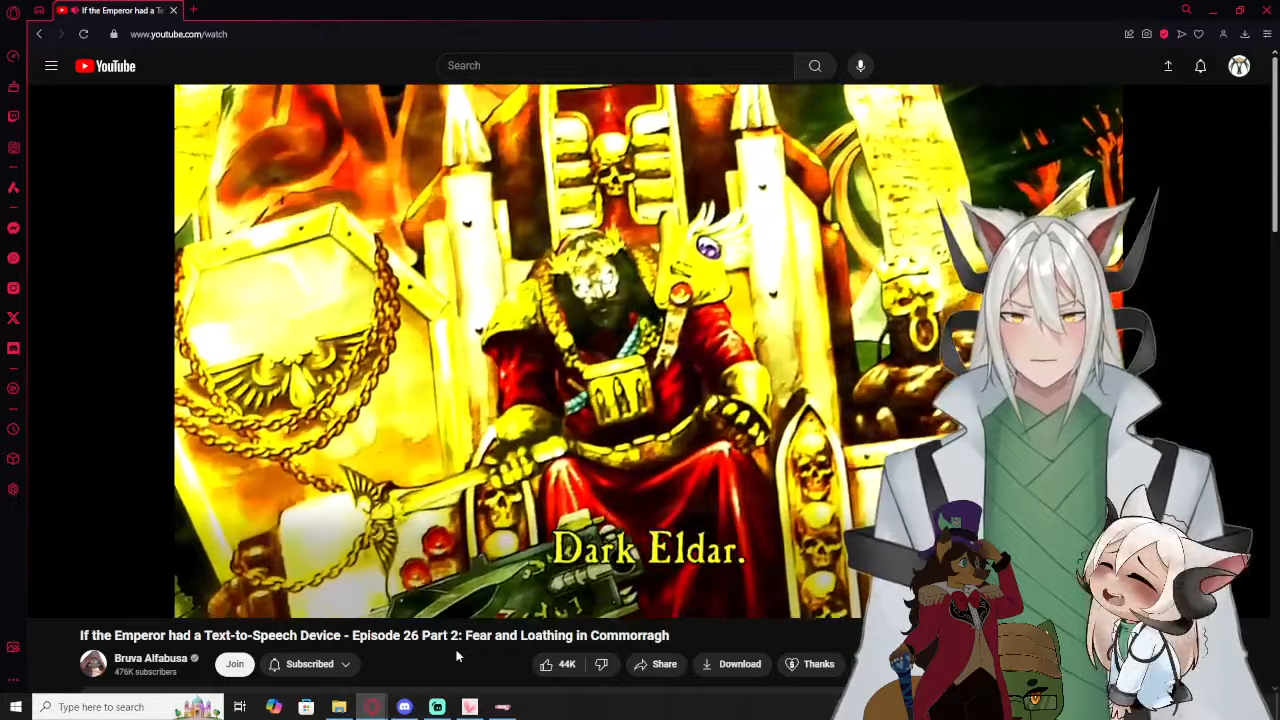 If the Emperor had a Te
www.youtube.com/watch
YouTube
Search
Dark Eldar.
If the Emperor had a Text-to-Speech Device - Episode 26 Part 2: Fear and Loathing in Commorragh
Bruva Alfabusa
476K subscribers
Join
Subscribed
44K
Share
Download
Thanks
Type here to search